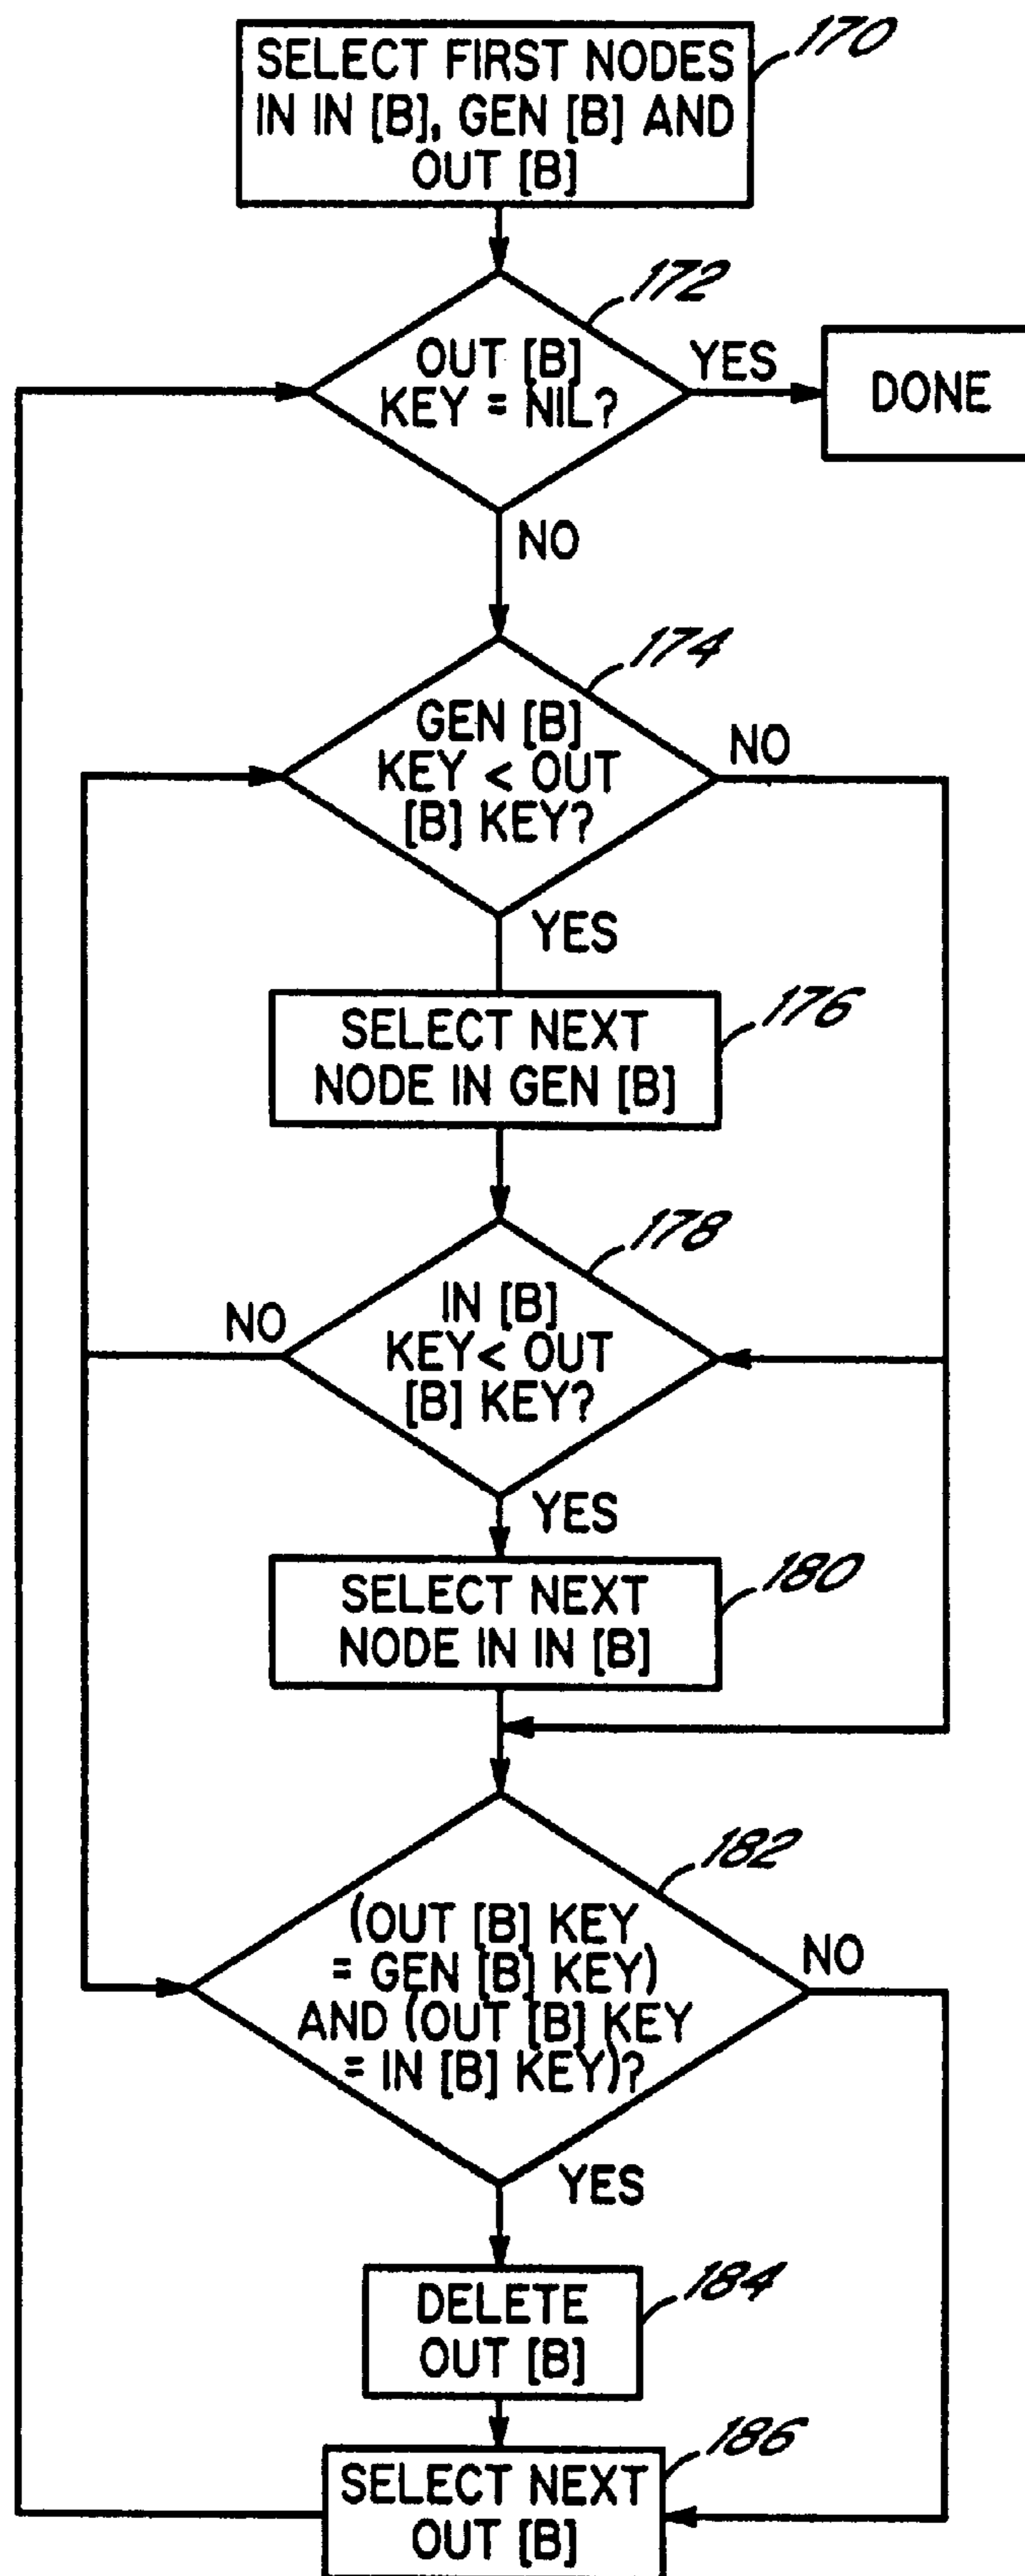 170
SELECT FIRST NODES
IN IN [B], GEN [B] AND
OUT [B]
172
OUT [B]
KEY = NIL?
YES
DONE
NO
174
GEN [B]
KEY < OUT
[B] KEY?
NO
YES
176
SELECT NEXT
NODE IN GEN [B]
178
IN [B]
KEY< OUT
[B] KEY?
NO
YES
180
SELECT NEXT
NODE IN IN [B]
182
(OUT [B] KEY
= GEN [B] KEY)
AND (OUT [B] KEY
= IN [B] KEY)?
NO
YES
184
DELETE
OUT [B]
186
SELECT NEXT
OUT [B]